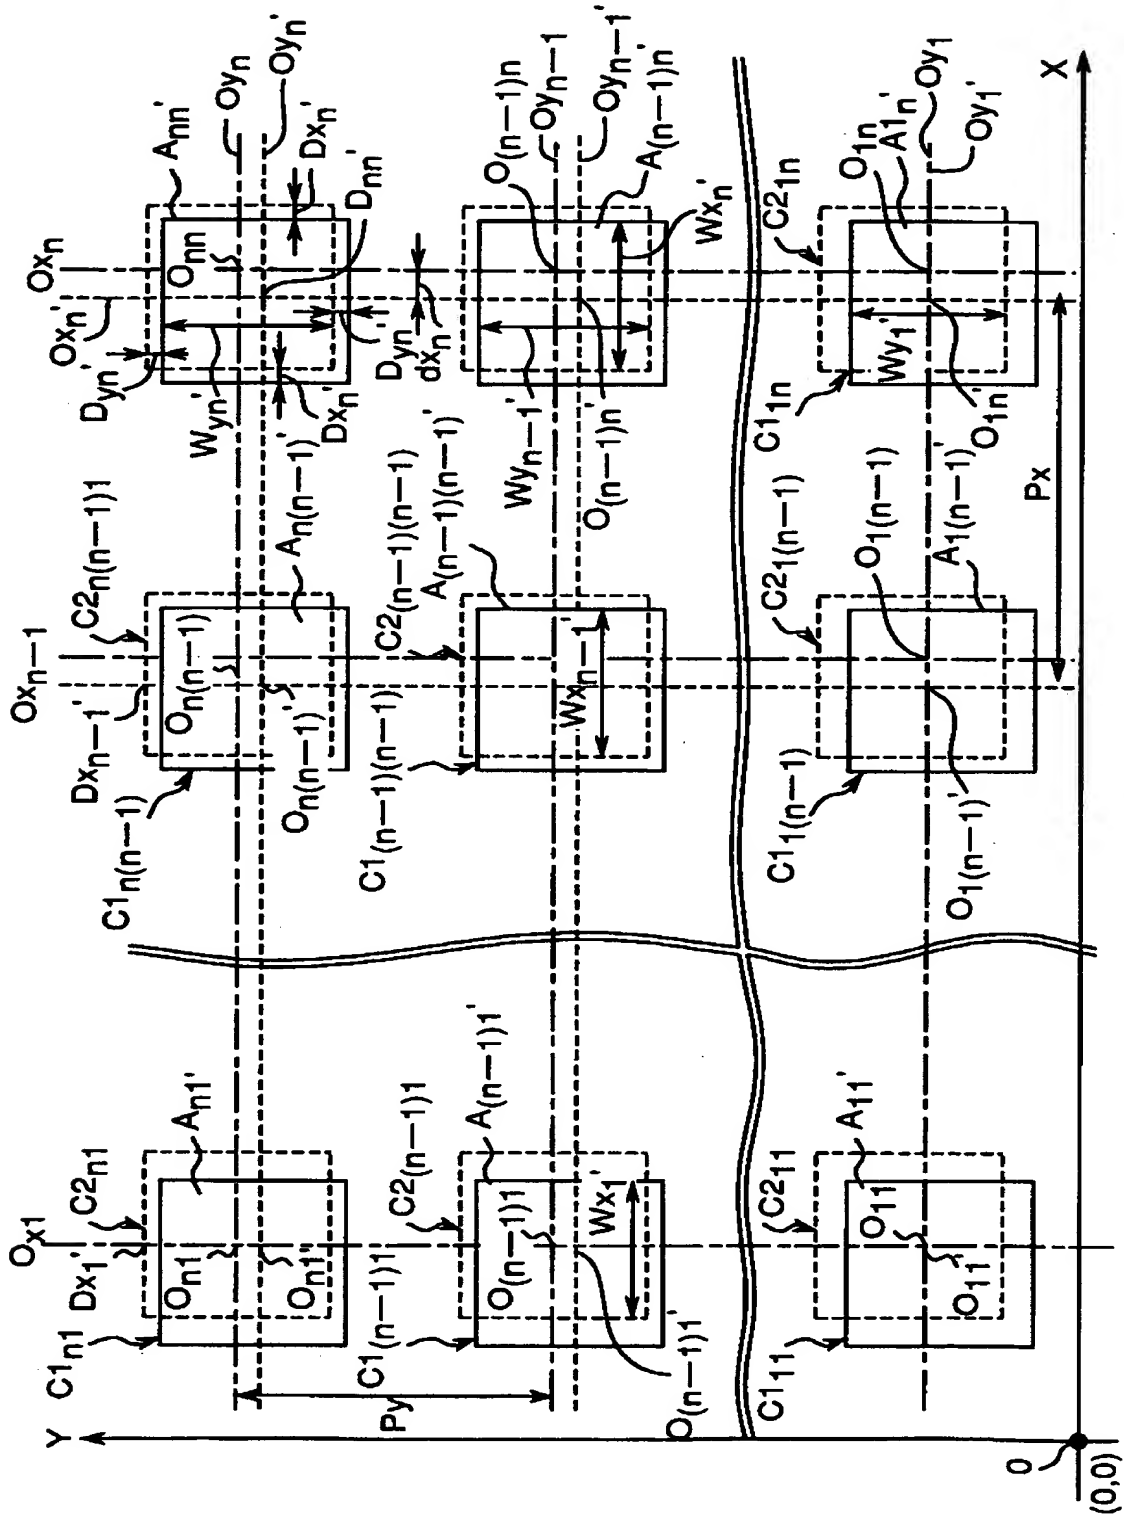 Y
Ox1
Dx1'
C1n1
C2n1
An1'
On1
On1'
Oxn-1
Dxn-1'
C2n(n-1)1
C1n(n-1)
On(n-1)
On(n-1)'
An(n-1)'
Oxn
Oxn'
Dyn'
Wyn'
Onn
Ann'
Oyn
Oyn'
Dxn'
Dnn'
Dxn'
Dyn'
dxn
Py
C1(n-1)1
C2(n-1)1
A(n-1)1'
O(n-1)1
Wx1'
O(n-1)1'
C1(n-1)(n-1)
C2(n-1)(n-1)
A(n-1)(n-1)'
Wxn-1'
Wyn-1'
O(n-1)n'
O(n-1)n
Oyn-1
Oyn-1'
A(n-1)n'
Wxn'
C111
C211
A11'
O11
O11'
C11(n-1)
C21(n-1)
O1(n-1)
O1(n-1)'
A1(n-1)'
C11n
C21n
Wy1'
O1n'
O1n
A1n'
Oy1
Oy1'
Px
X
0
(0,0)